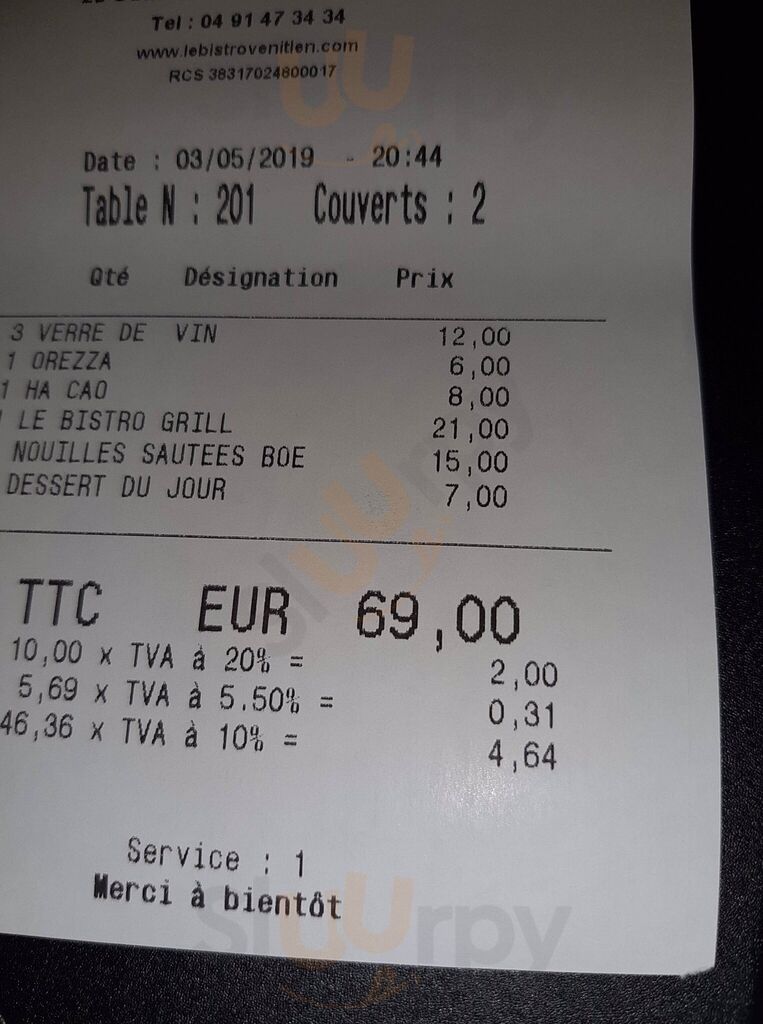 Tel : 04 91 47 34 34
www.lebistrovenitien.com
RCS 38317024800017
Date : 03/05/2019 - 20:44
Table N : 201 Couverts : 2
Qté Désignation Prix
3 VERRE DE VIN 12,00
1 OREZZA 6,00
1 HA CAO 8,00
LE BISTRO GRILL 21,00
NOUILLES SAUTEES BOE 15,00
DESSERT DU JOUR 7,00
TTC EUR 69,00
10,00 x TVA à 20% = 2,00
5,69 x TVA à 5.50% = 0,31
46,36 x TVA à 10% = 4,64
Service : 1
Merci à bientôt
Sluurpy